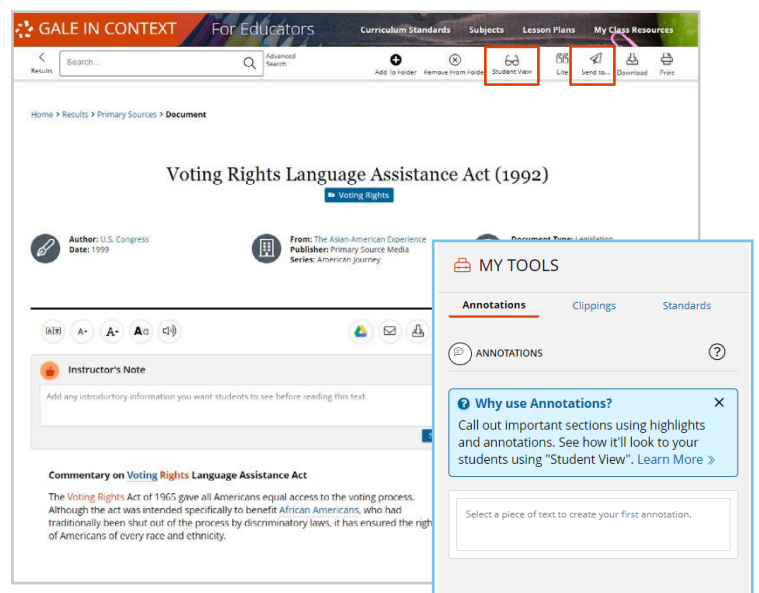 GALE IN CONTEXT For Educators
Curriculum Standards Subjects Lesson Plans My Class Resources
Results
Search...
Advanced
Search
Add To Folder Remove From Folder Student View Cite Send to... Download Print
Home > Results > Primary Sources > Document
Voting Rights Language Assistance Act (1992)
Voting Rights
Author: U.S. Congress
Date: 1999
From: The Asian-American Experience
Publisher: Primary Source Media
Series: American Journey
Document Type: Legislation
A- A+ Aa
Instructor's Note
Add any introductory information you want students to see before reading this text.
Commentary on Voting Rights Language Assistance Act
The Voting Rights Act of 1965 gave all Americans equal access to the voting process.
Although the act was intended specifically to benefit African Americans, who had
traditionally been shut out of the process by discriminatory laws, it has ensured the righ
of Americans of every race and ethnicity.
MY TOOLS
Annotations Clippings Standards
ANNOTATIONS
Why use Annotations?
Call out important sections using highlights
and annotations. See how it'll look to your
students using "Student View". Learn More »
Select a piece of text to create your first annotation.